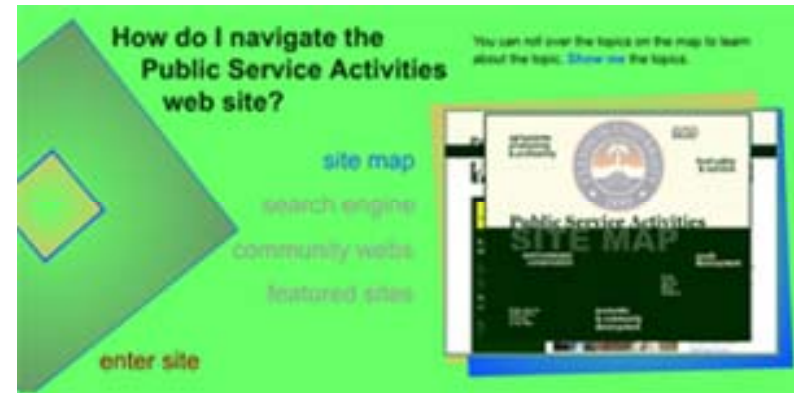 How do I navigate the
Public Service Activities
web site?
You can roll over the topics on the map to learn
about the topic. Show me the topics.
site map
search engine
community webs
featured sites
enter site
Public Service Activities
SITE MAP